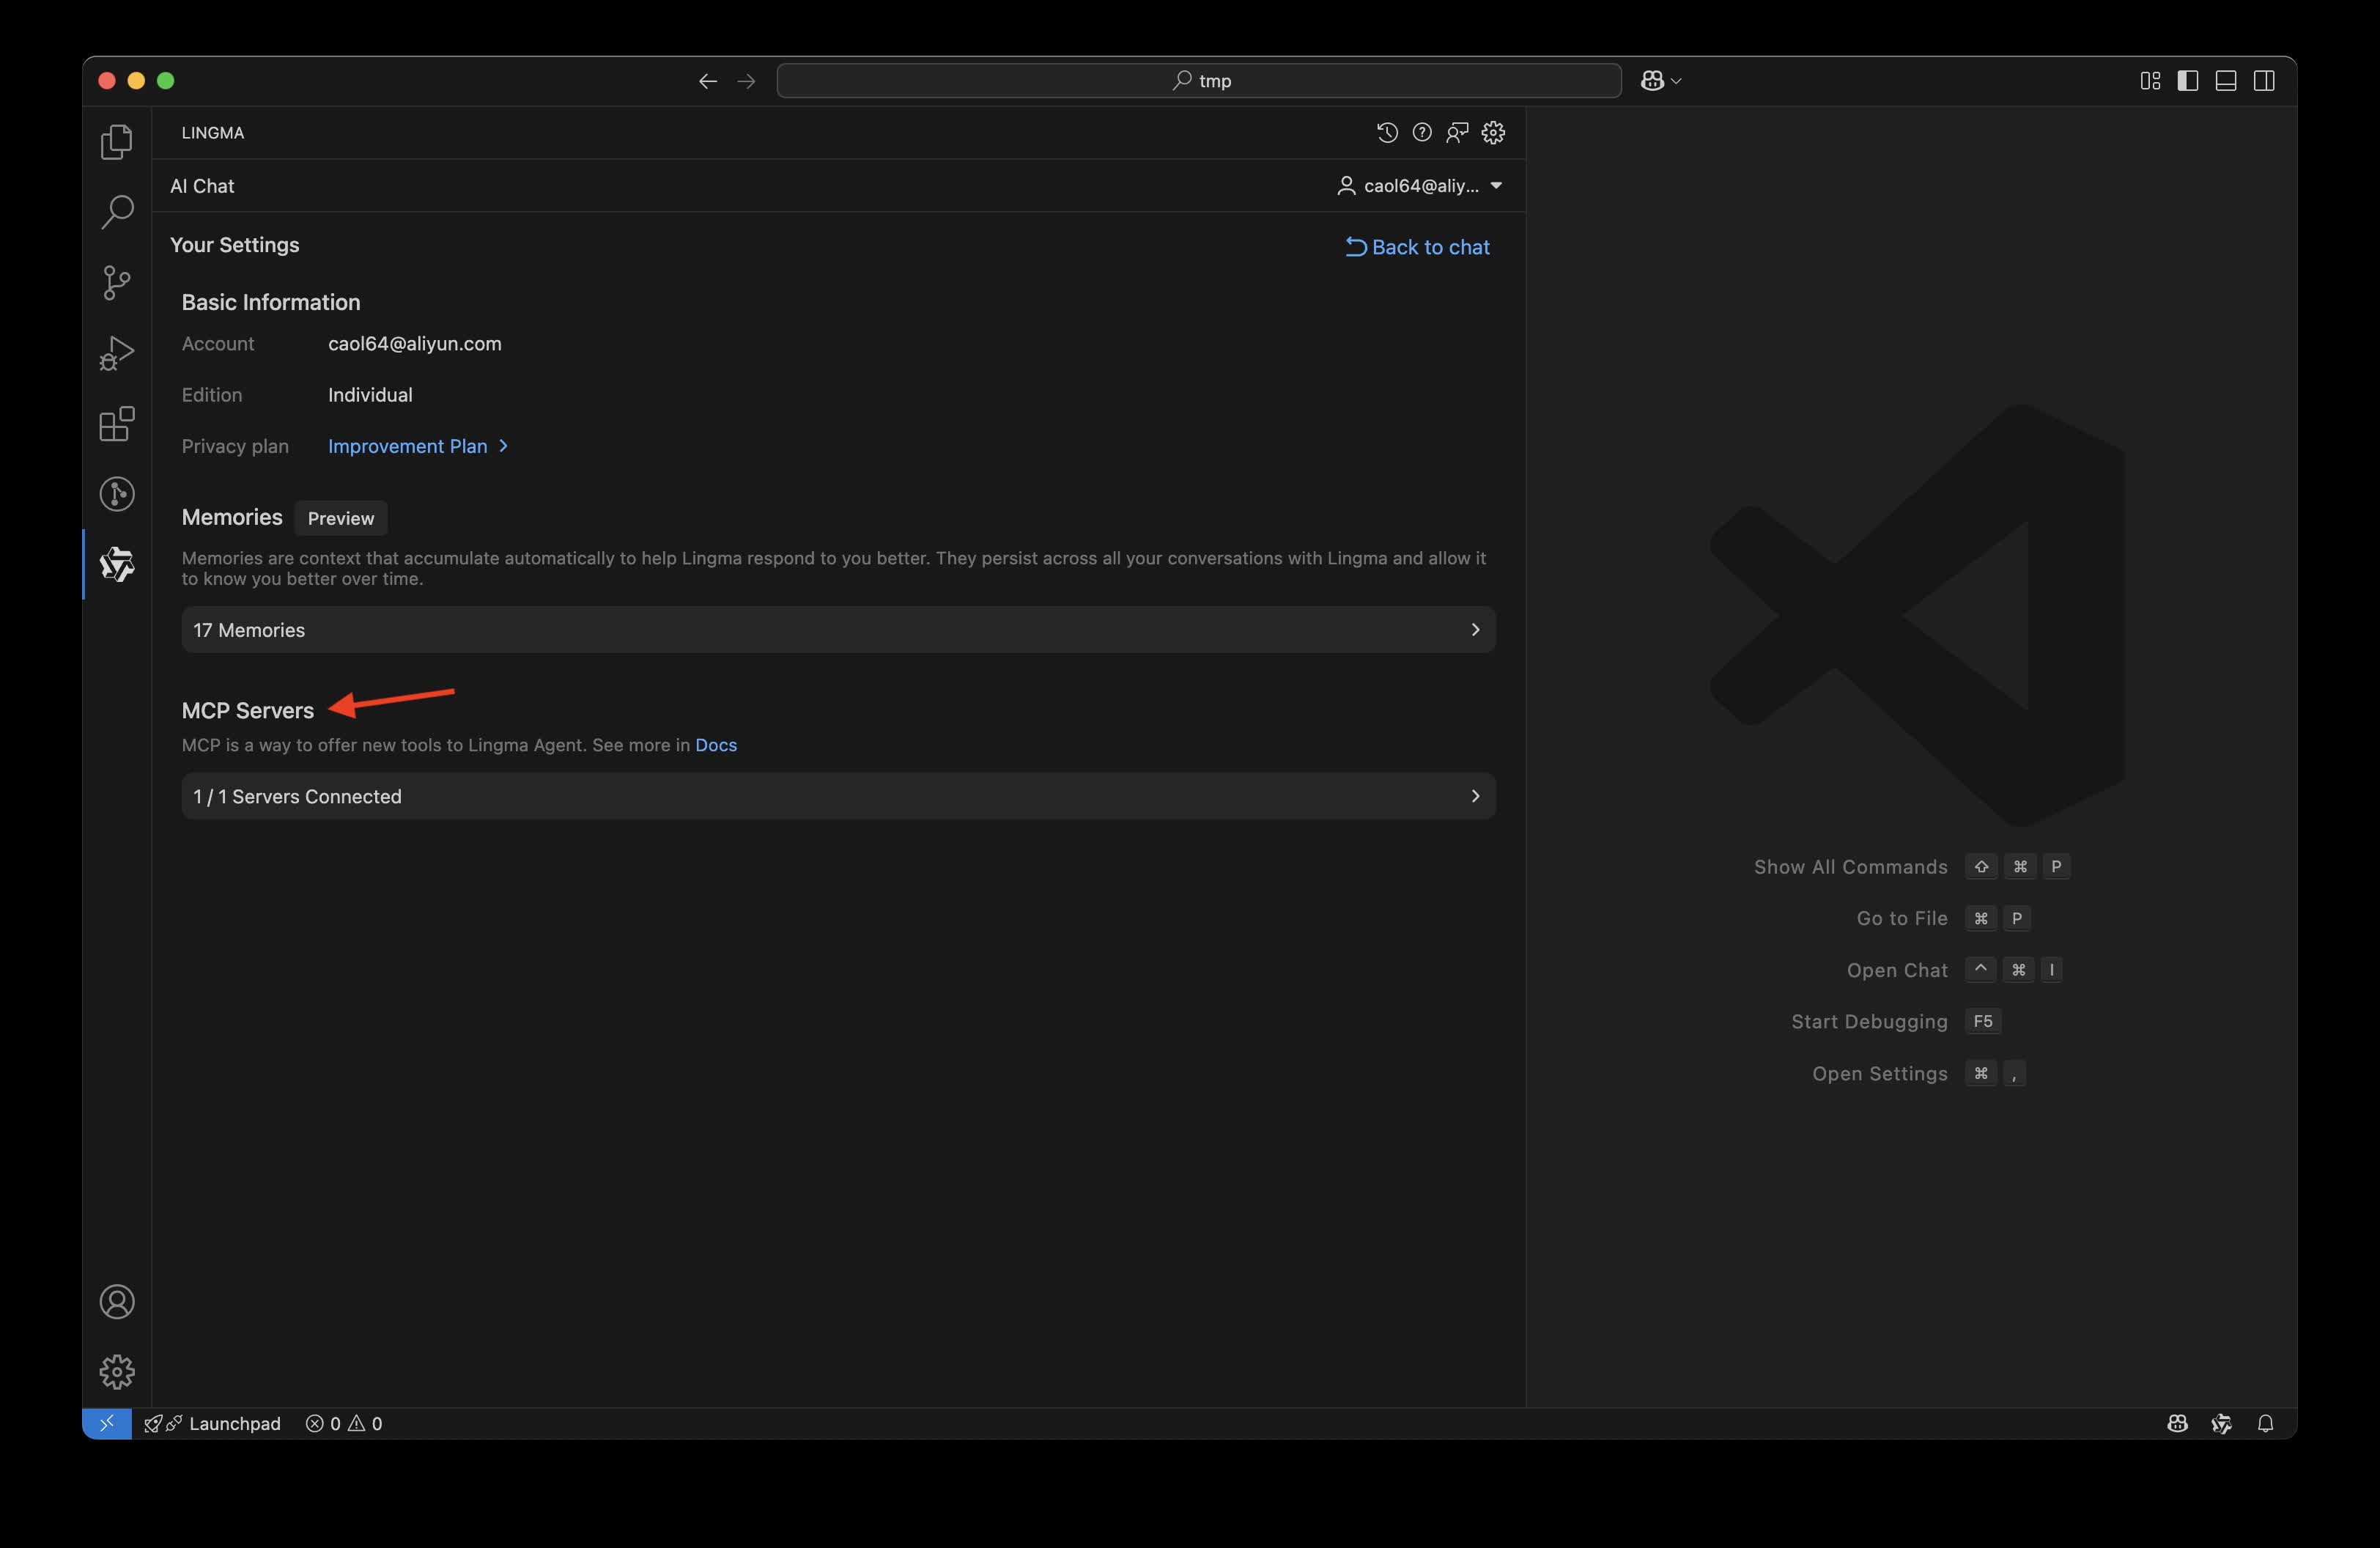 tmp
LINGMA
AI Chat
caol64@aliy...
Your Settings
Back to chat
Basic Information
Account caol64@aliyun.com
Edition Individual
Privacy plan Improvement Plan
Memories Preview
Memories are context that accumulate automatically to help Lingma respond to you better. They persist across all your conversations with Lingma and allow it
to know you better over time.
17 Memories
MCP Servers
MCP is a way to offer new tools to Lingma Agent. See more in Docs
1 / 1 Servers Connected
Show All Commands ⇧ ⌘ P
Go to File ⌘ P
Open Chat ^ ⌘ I
Start Debugging F5
Open Settings ⌘ ,
Launchpad 0 0